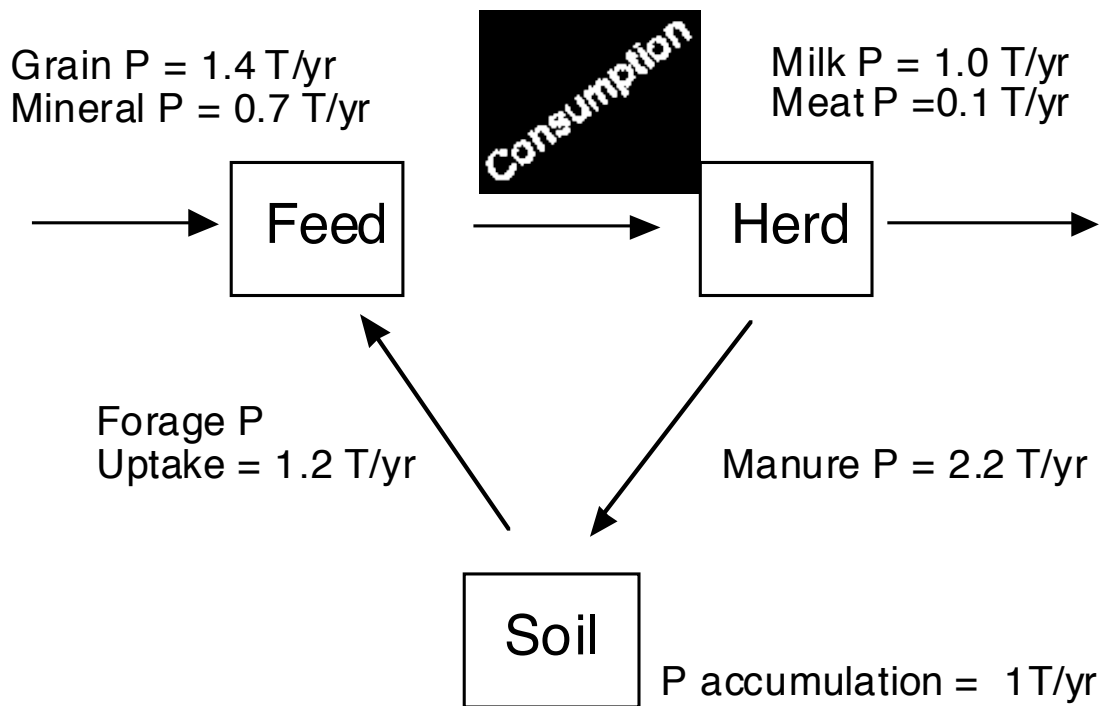 Grain P = 1.4 T/yr
Mineral P = 0.7 T/yr
Consumption
Milk P = 1.0 T/yr
Meat P =0.1 T/yr
Feed
Herd
Forage P
Uptake = 1.2 T/yr
Manure P = 2.2 T/yr
Soil
P accumulation = 1T/yr